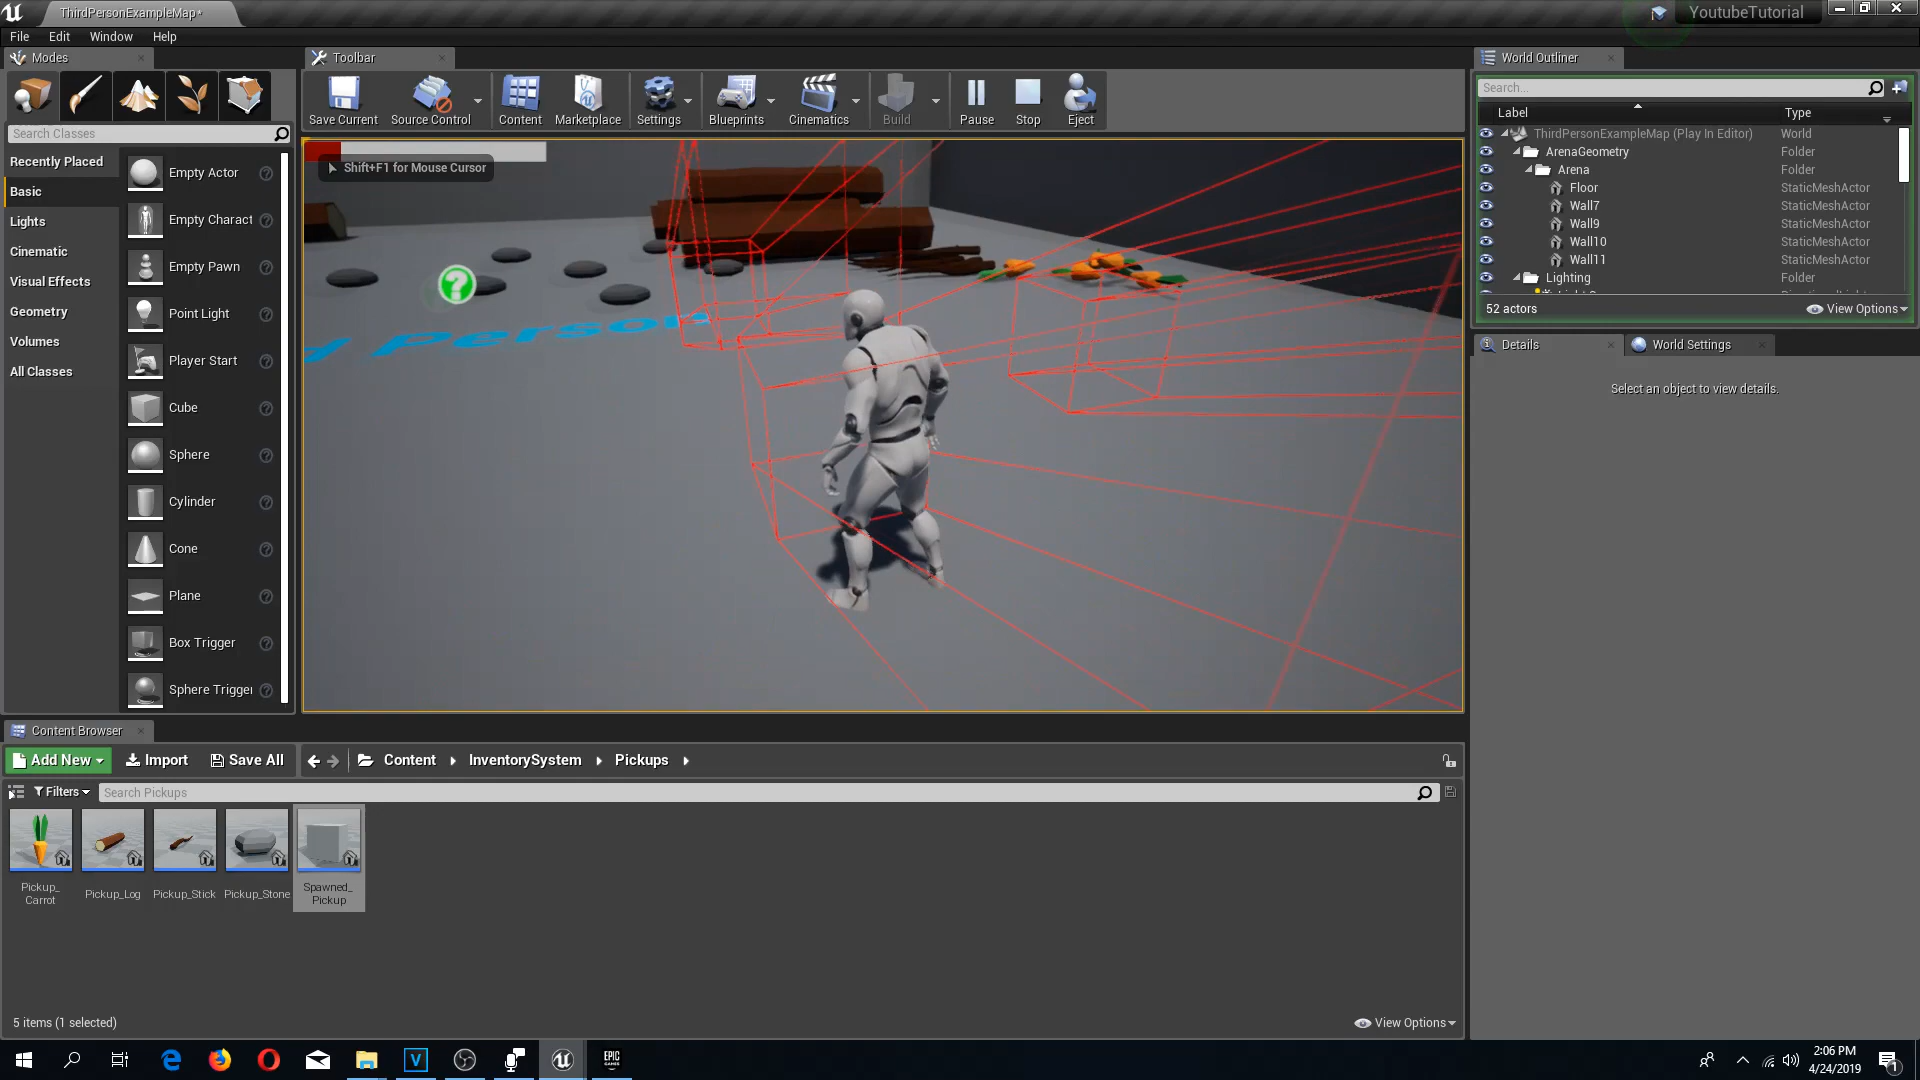 ThirdPersonExampleMap*
YoutubeTutorial
File
Edit
Window
Help
Modes
Toolbar
World Outliner
Search Classes
Save Current
Source Control
Content
Marketplace
Settings
Blueprints
Cinematics
Build
Pause
Stop
Eject
Search...
Label
Type
Recently Placed
Basic
Lights
Cinematic
Visual Effects
Geometry
Volumes
All Classes
Empty Actor
Empty Charact
Empty Pawn
Point Light
Player Start
Cube
Sphere
Cylinder
Cone
Plane
Box Trigger
Sphere Trigger
Shift+F1 for Mouse Cursor
y person
ThirdPersonExampleMap (Play In Editor) World
ArenaGeometry Folder
Arena Folder
Floor StaticMeshActor
Wall7 StaticMeshActor
Wall9 StaticMeshActor
Wall10 StaticMeshActor
Wall11 StaticMeshActor
Lighting Folder
52 actors
View Options
Details
World Settings
Select an object to view details.
Content Browser
Add New
Import
Save All
Content
InventorySystem
Pickups
Filters
Search Pickups
Pickup_
Carrot
Pickup_Log
Pickup_Stick
Pickup_Stone
Spawned_
Pickup
5 items (1 selected)
View Options
EPIC
GAMES
2:06 PM
4/24/2019
1